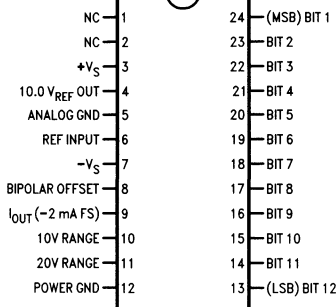 NC 1
NC 2
+VS 3
10.0 VREF OUT 4
ANALOG GND 5
REF INPUT 6
-VS 7
BIPOLAR OFFSET 8
IOUT (-2 mA FS) 9
10V RANGE 10
20V RANGE 11
POWER GND 12
24 (MSB) BIT 1
23 BIT 2
22 BIT 3
21 BIT 4
20 BIT 5
19 BIT 6
18 BIT 7
17 BIT 8
16 BIT 9
15 BIT 10
14 BIT 11
13 (LSB) BIT 12